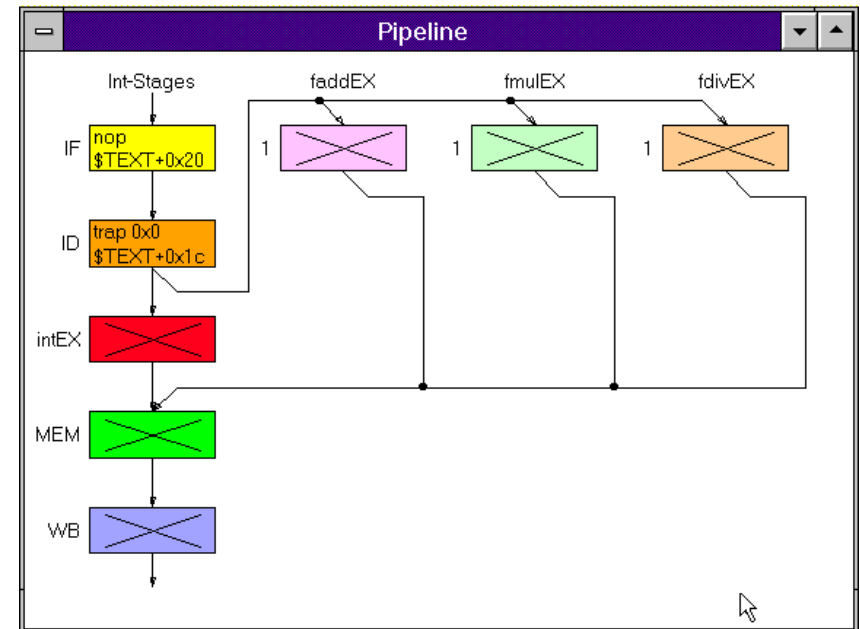 Pipeline
Int-Stages faddEX fmulEX fdivEX
IF nop
$TEXT+0x20
1 1 1
ID trap 0x0
$TEXT+0x1c
intEX
MEM
WB